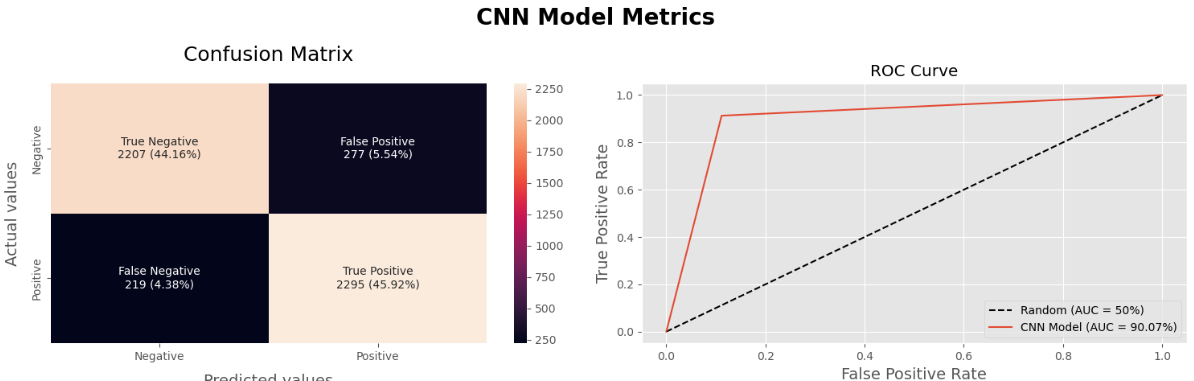 CNN Model Metrics
Confusion Matrix
Actual values
Negative
Positive
True Negative
2207 (44.16%)
False Positive
277 (5.54%)
False Negative
219 (4.38%)
True Positive
2295 (45.92%)
Negative
Positive
Predicted values
2250
2000
1750
1500
1250
1000
750
500
250
ROC Curve
True Positive Rate
1.0
0.8
0.6
0.4
0.2
0.0
Random (AUC = 50%)
CNN Model (AUC = 90.07%)
0.0
0.2
0.4
0.6
0.8
1.0
False Positive Rate